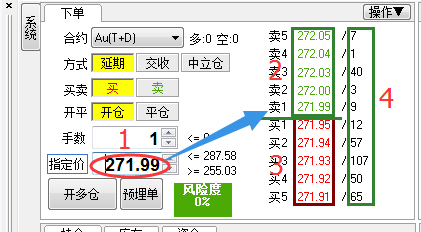 系统
下单
操作▼
合约 Au(T+D) 多:0 空:0
方式 延期 交收 中立仓
买卖 买 卖
开平 开仓 平仓
手数 1 1
指定价 271.99 <= 287.58
>= 255.03
开多仓 预埋单 风险度
0%
卖5 272.05 / 7
卖4 272.04 / 1
卖3 272.03 / 40
卖2 272.00 / 3
卖1 271.99 / 9
买1 271.95 / 12
买2 271.94 / 57
买3 271.93 / 107
买4 271.92 / 50
买5 271.91 / 65
2
3
4